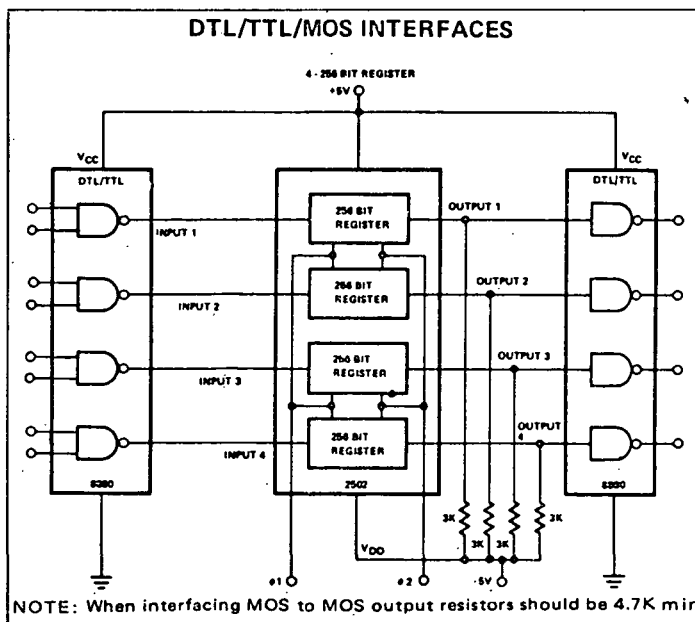 DTL/TTL/MOS INTERFACES
4 - 256 BIT REGISTER
+5V
VCC
DTL/TTL
VCC
DTL/TTL
256 BIT
REGISTER
OUTPUT 1
INPUT 1
256 BIT
REGISTER
OUTPUT 2
INPUT 2
256 BIT
REGISTER
OUTPUT 3
INPUT 3
256 BIT
REGISTER
OUTPUT
4
INPUT 4
2502
3K
3K
3K
3K
VDD
ø1
ø2
-5V
NOTE: When interfacing MOS to MOS output resistors should be 4.7K min